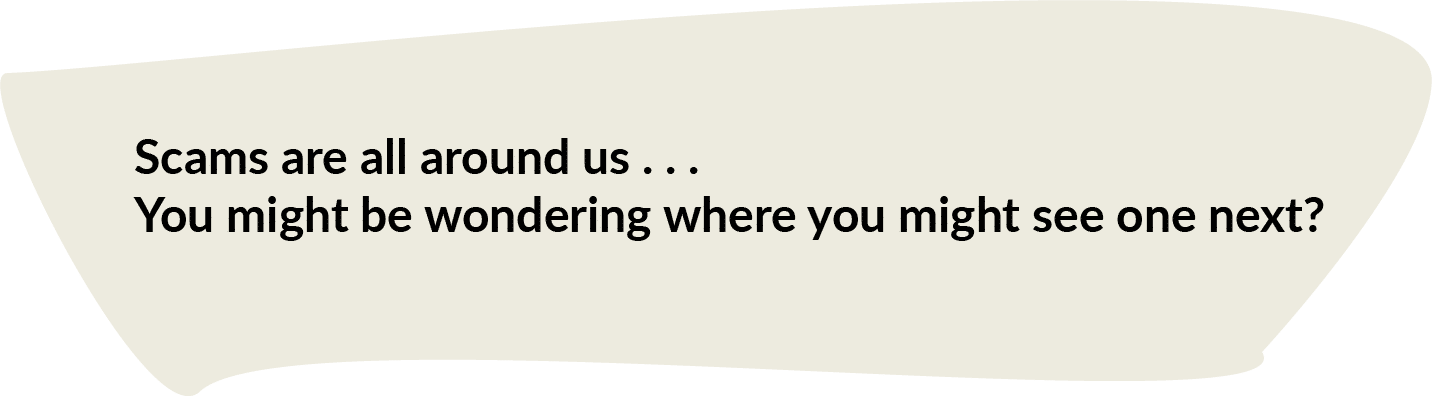 Scams are all around us . . .
You might be wondering where you might see one next?